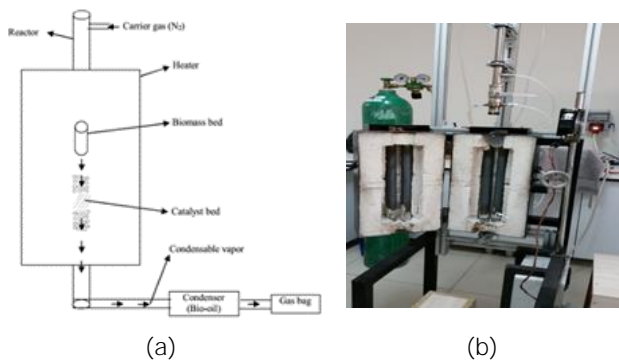 Reactor
Carrier gas (N₂)
Heater
Biomass bed
Catalyst bed
Condensable vapor
Condenser
(Bio-oil)
Gas bag
(a)
(b)